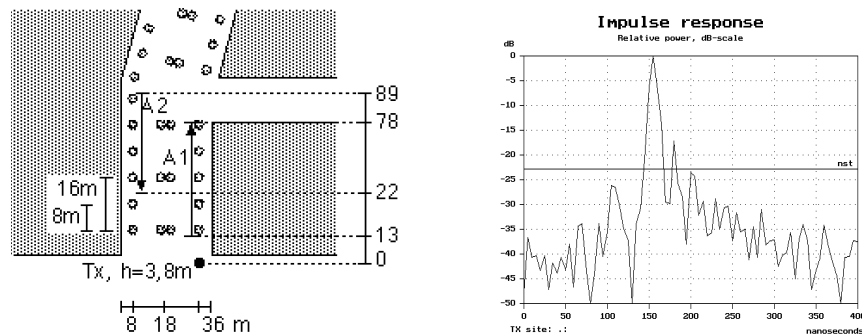 A2
A1
89
78
22
13
0
16m
8m
Tx, h=3,8m
8 18 36 m
Impulse response
Relative power, dB-scale
dB
0
-5
-10
-15
-20
-25
-30
-35
-40
-45
-50
nst
0 50 100 150 200 250 300 350 400
TX site: .:
nanoseconds